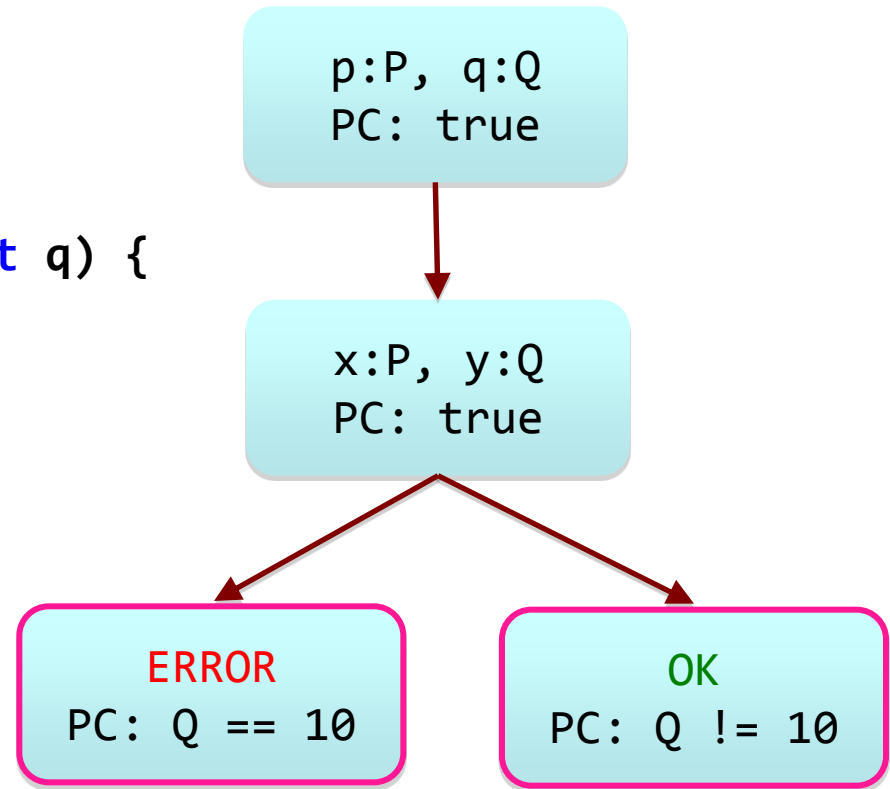 p:P, q:Q
PC: true
t q) {
x:P, y:Q
PC: true
ERROR
PC: Q == 10
OK
PC: Q != 10